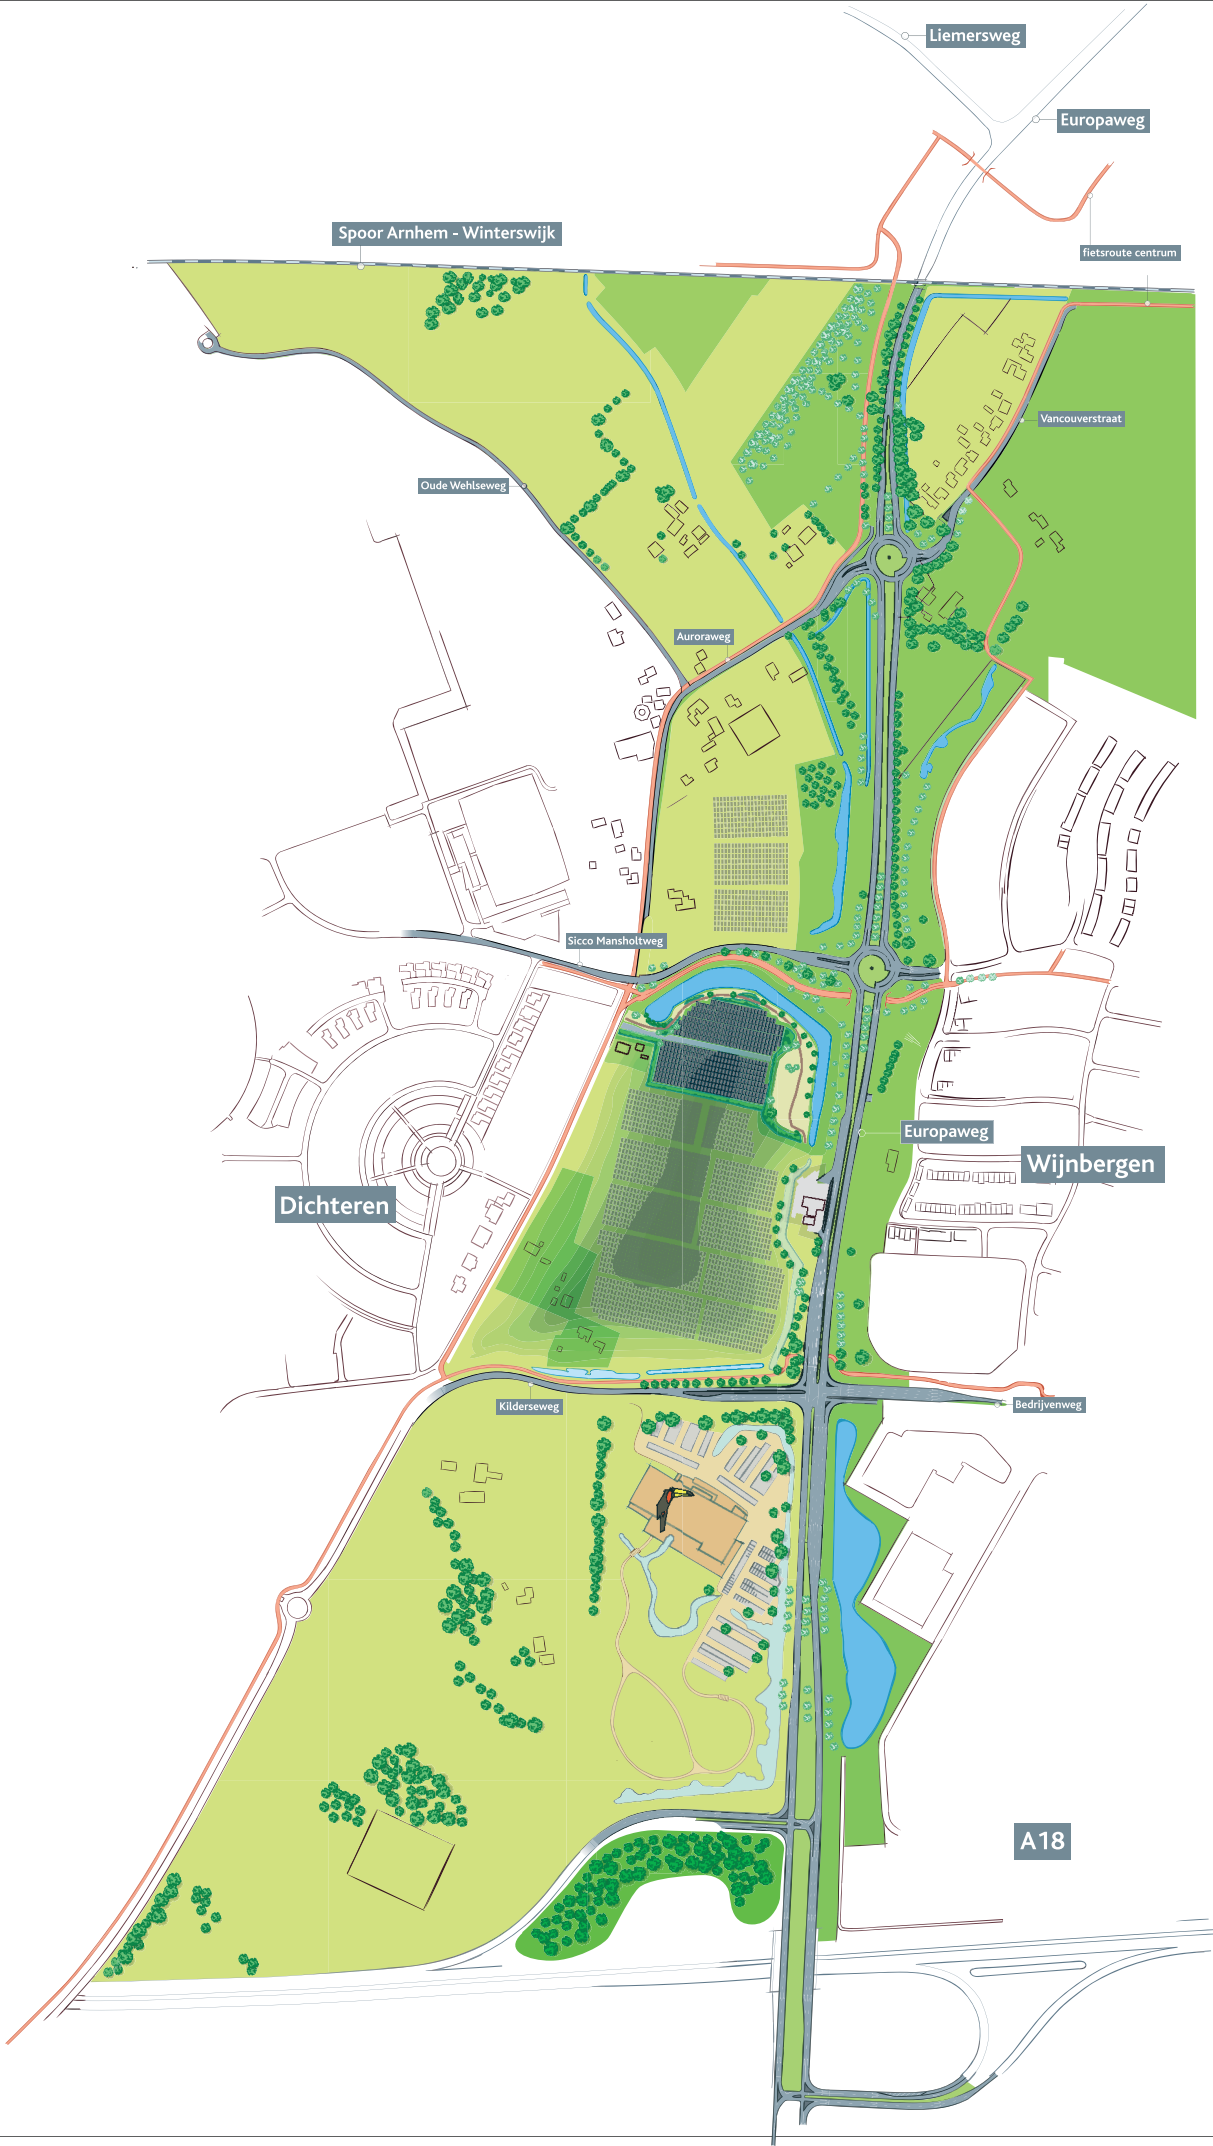 Liemersweg
Europaweg
Spoor Arnhem - Winterswijk
fietsroute centrum
Vancouverstraat
Oude Wehlseweg
Auroraweg
Sicco Mansholtweg
Europaweg
Wijnbergen
Dichteren
Kilderseweg
Bedrijvenweg
A18